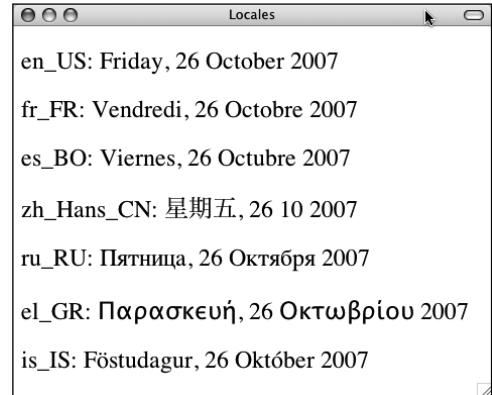 Locales
en_US: Friday, 26 October 2007
fr_FR: Vendredi, 26 Octobre 2007
es_BO: Viernes, 26 Octubre 2007
zh_Hans_CN: 星期五, 26 10 2007
ru_RU: Пятница, 26 Октября 2007
el_GR: Παρασκευή, 26 Οκτωβρίου 2007
is_IS: Föstudagur, 26 Október 2007